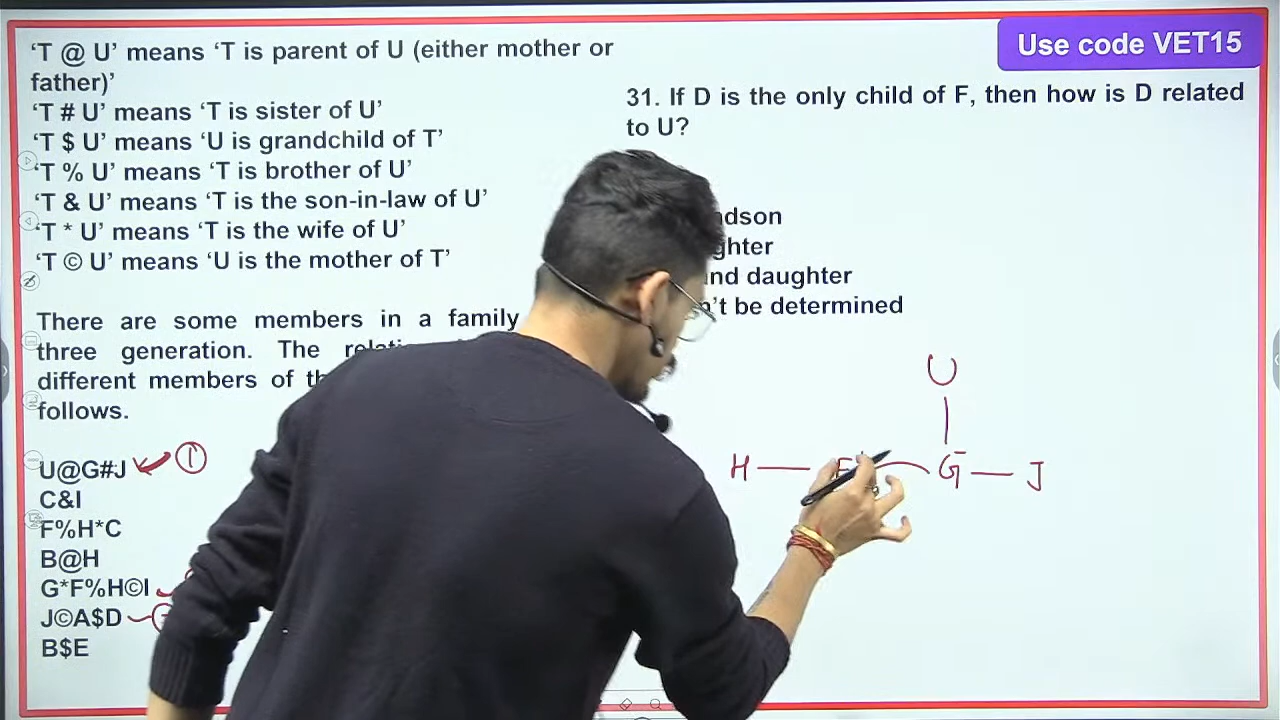 ‘T @ U’ means ‘T is parent of U (either mother or
father)’
‘T # U’ means ‘T is sister of U’
‘T $ U’ means ‘U is grandchild of T’
‘T % U’ means ‘T is brother of U’
‘T & U’ means ‘T is the son-in-law of U’
‘T * U’ means ‘T is the wife of U’
‘T © U’ means ‘U is the mother of T’
There are some members in a family
three generation. The
different members of
follows.
U@G#J ①
C&I
F%H*C
B@H
G*F%H©I
J©A$D
B$E
Use code VET15
31. If D is the only child of F, then how is D related
to U?
daughter
be determined
U
H — F G — J